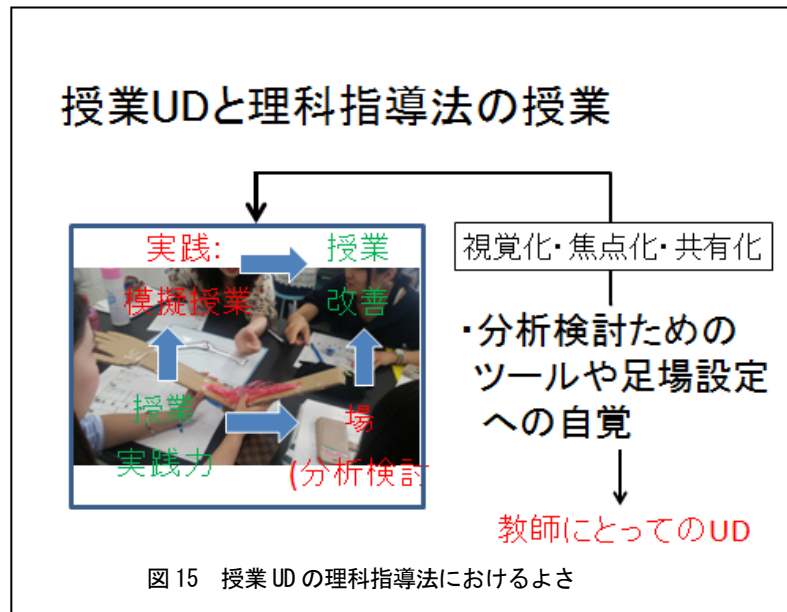 授業UDと理科指導法の授業
実践:
模擬授業
授業
改善
授業
実践力
場
(分析検討
視覚化・焦点化・共有化
・分析検討ための
ツールや足場設定
への自覚
教師にとってのUD
図15 授業UDの理科指導法におけるよさ